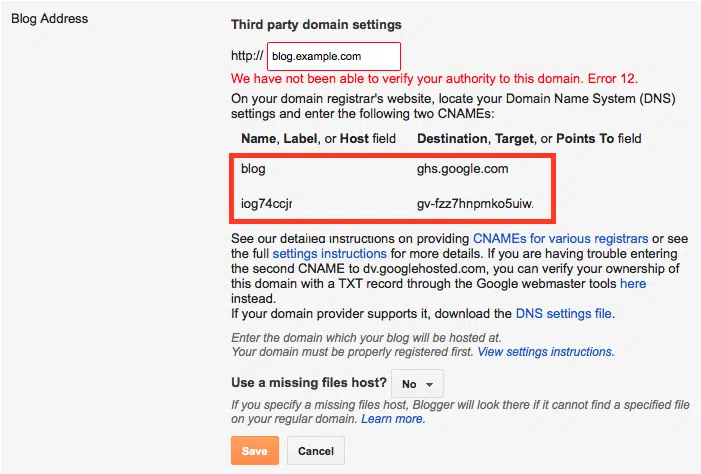 Blog Address
Third party domain settings
http:// blog.example.com
We have not been able to verify your authority to this domain. Error 12.
On your domain registrar's website, locate your Domain Name System (DNS)
settings and enter the following two CNAMEs:
Name, Label, or Host field Destination, Target, or Points To field
blog ghs.google.com
iog74ccjr gv-fzz7hnpmko5uiw.
See our detailed instructions on providing CNAMEs for various registrars or see
the full settings instructions for more details. If you are having trouble entering
the second CNAME to dv.googlehosted.com, you can verify your ownership of
this domain with a TXT record through the Google webmaster tools here
instead.
If your domain provider supports it, download the DNS settings file.
Enter the domain which your blog will be hosted at.
Your domain must be properly registered first. View settings instructions.
Use a missing files host? No
If you specify a missing files host, Blogger will look there if it cannot find a specified file
on your regular domain. Learn more.
Save Cancel